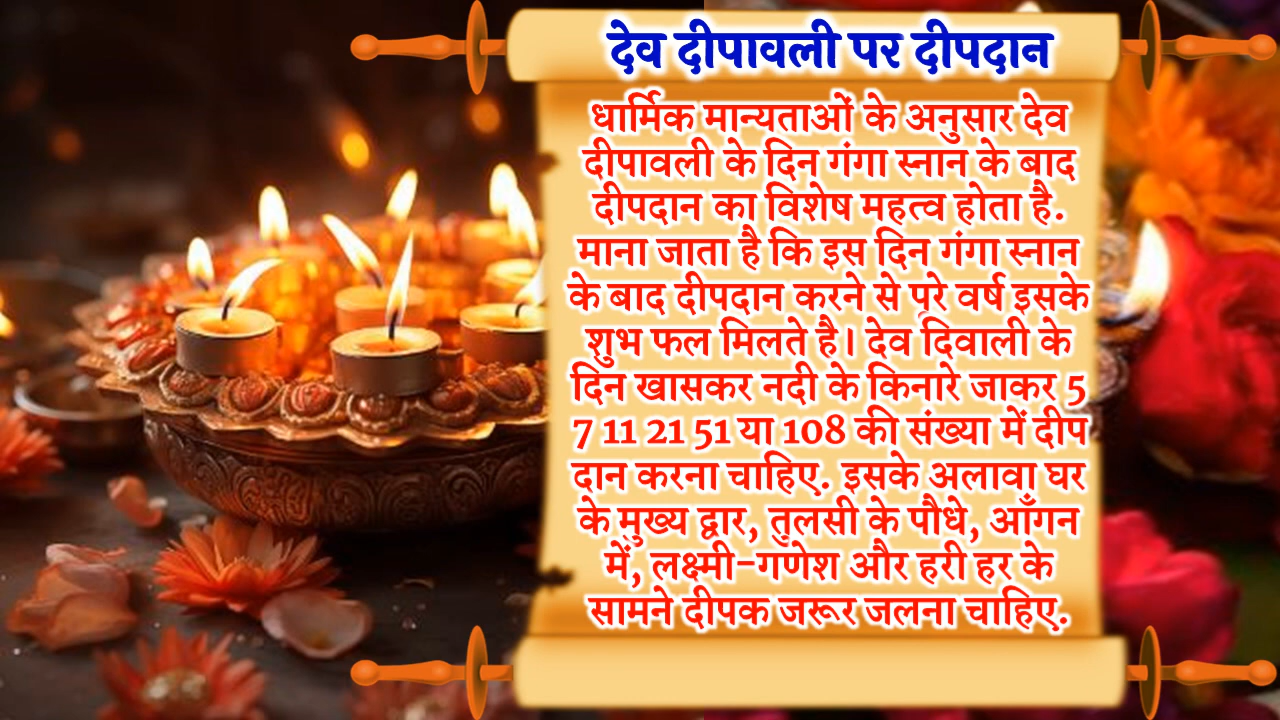 देव दीपावली पर दीपदान
धार्मिक मान्यताओं के अनुसार देव
दीपावली के दिन गंगा स्नान के बाद
दीपदान का विशेष महत्व होता है.
माना जाता है कि इस दिन गंगा स्नान
के बाद दीपदान करने से पूरे वर्ष इसके
शुभ फल मिलते है। देव दिवाली के
दिन खासकर नदी के किनारे जाकर 5
7 11 21 51 या 108 की संख्या में दीप
दान करना चाहिए. इसके अलावा घर
के मुख्य द्वार, तुलसी के पौधे, आँगन
में, लक्ष्मी-गणेश और हरी हर के
सामने दीपक जरूर जलना चाहिए.